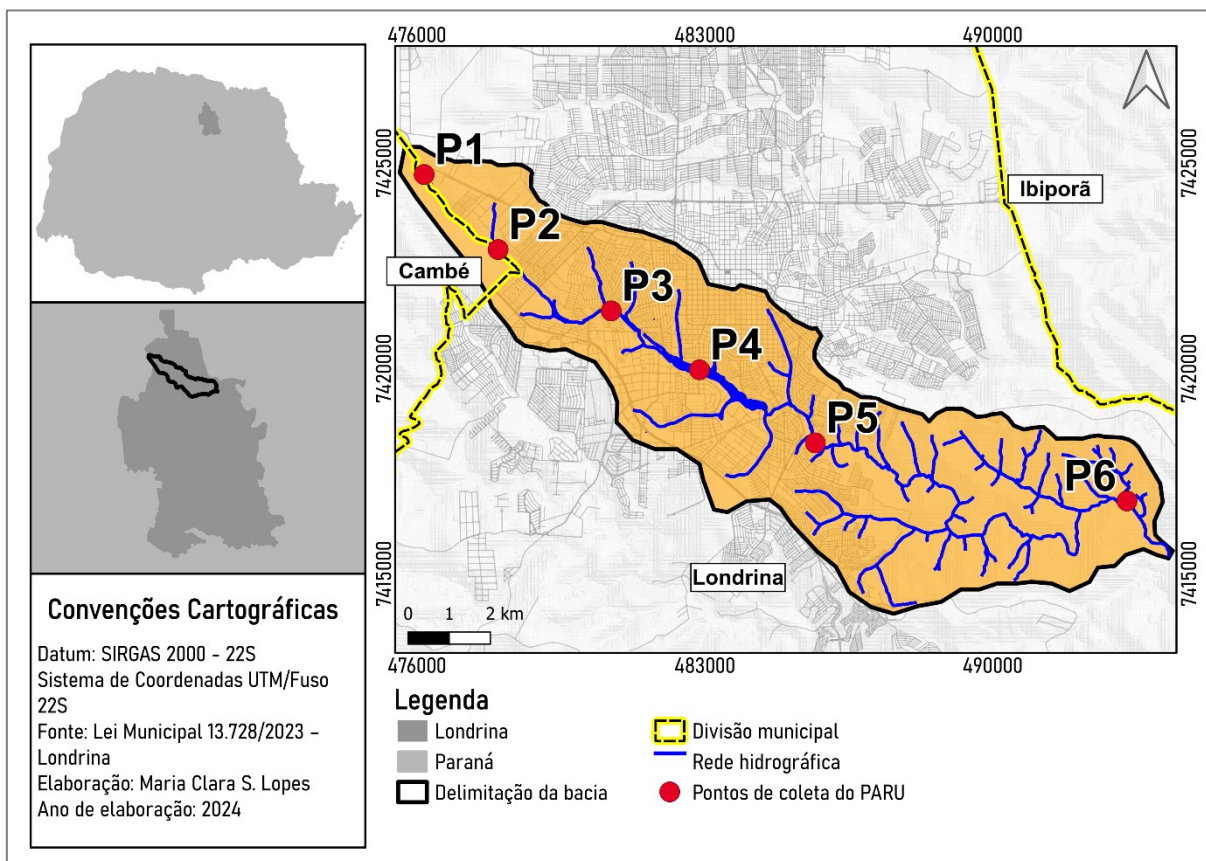 Convenções Cartográficas
Datum: SIRGAS 2000 - 22S
Sistema de Coordenadas UTM/Fuso
22S
Fonte: Lei Municipal 13.728/2023 –
Londrina
Elaboração: Maria Clara S. Lopes
Ano de elaboração: 2024
476000 483000 490000
7425000 7425000
P1
Ibiporã
P2
Cambé
P3
P4
7420000 7420000
P5
P6
Londrina
7415000 7415000
0 1 2 km
476000 483000 490000
Legenda
Londrina
Paraná
Delimitação da bacia
Divisão municipal
Rede hidrográfica
Pontos de coleta do PARU